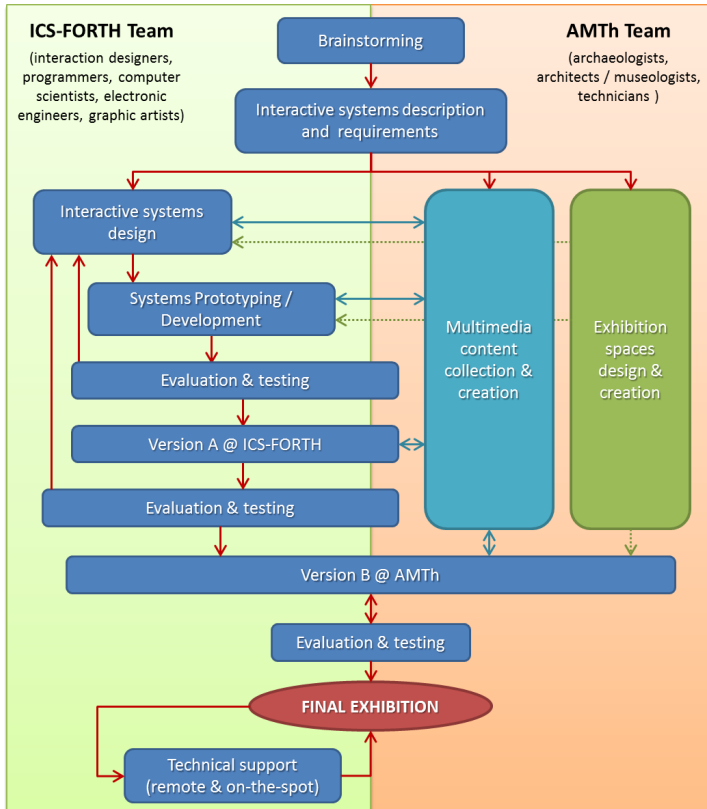 ICS-FORTH Team
(interaction designers,
programmers, computer
scientists, electronic
engineers, graphic artists)
AMTh Team
(archaeologists,
architects / museologists,
technicians )
Brainstorming
Interactive systems description
and requirements
Interactive systems
design
Systems Prototyping /
Development
Multimedia
content
collection &
creation
Exhibition
spaces
design &
creation
Evaluation & testing
Version A @ ICS-FORTH
Evaluation & testing
Version B @ AMTh
Evaluation & testing
FINAL EXHIBITION
Technical support
(remote & on-the-spot)